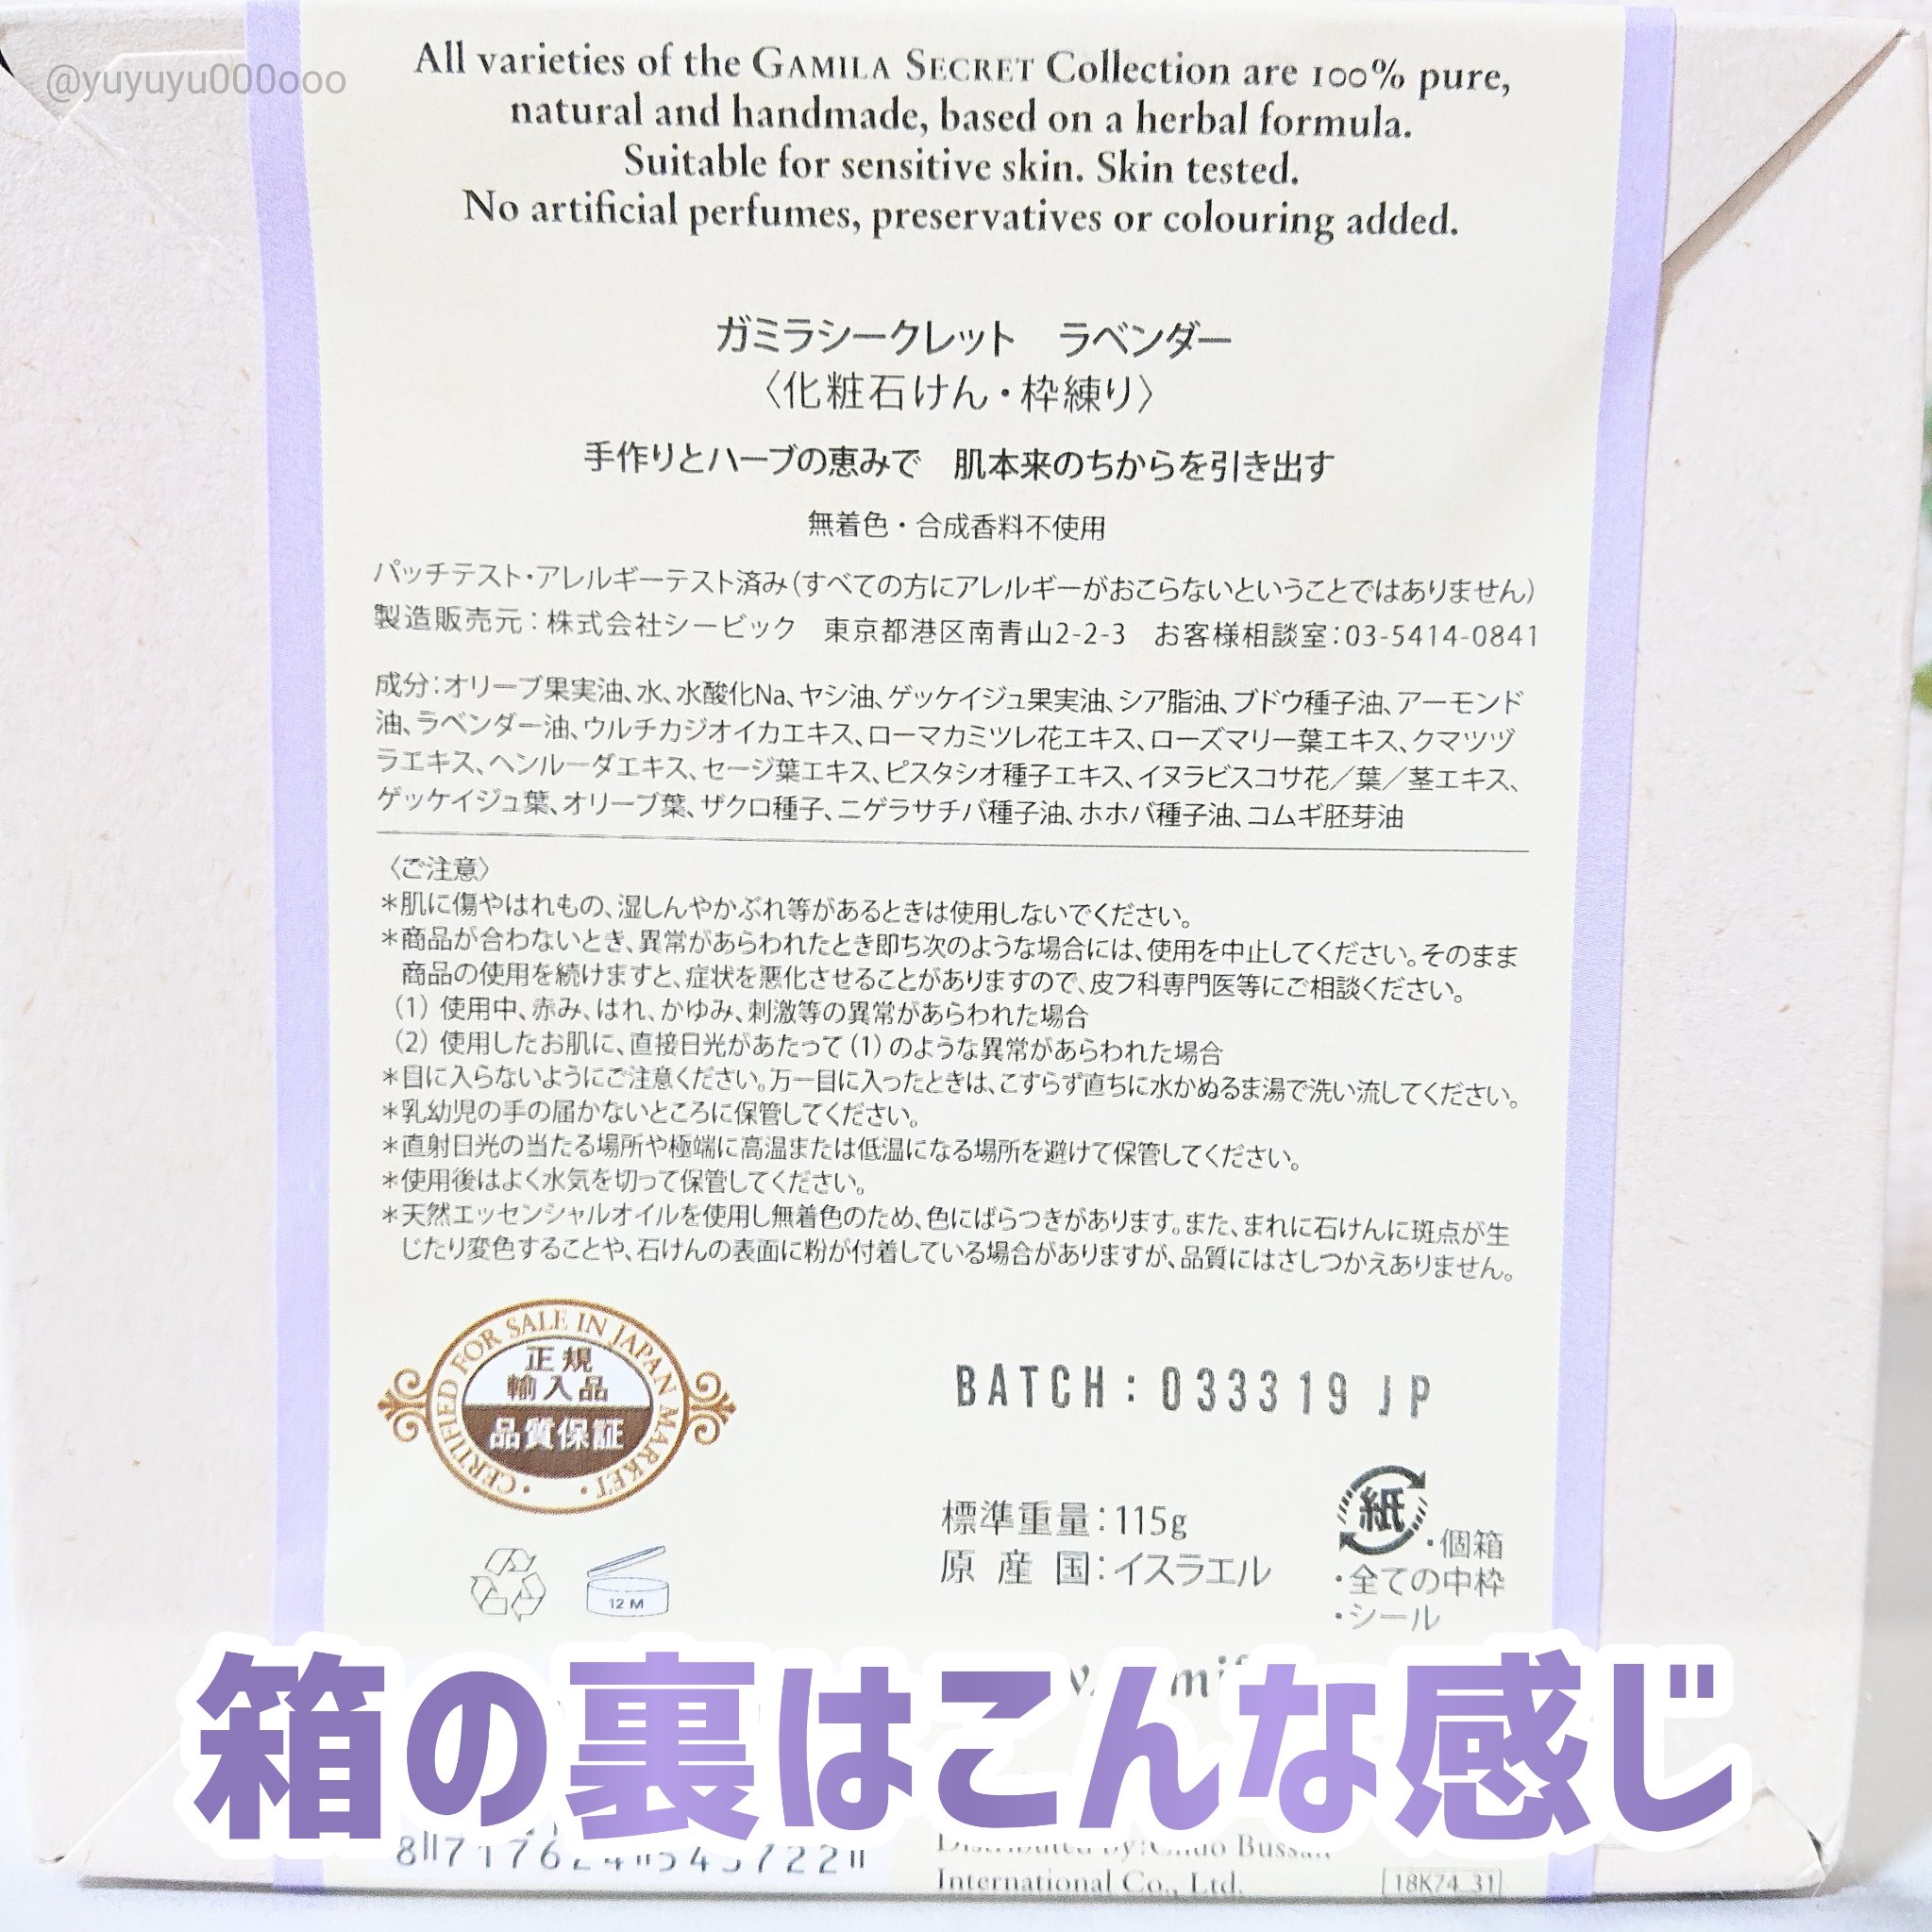 @yuyuyu000ooo
All varieties of the GAMILA SECRET Collection are 100% pure,
natural and handmade, based on a herbal formula.
Suitable for sensitive skin. Skin tested.
No artificial perfumes, preservatives or colouring added.
ガミラシークレット　ラベンダー
〈化粧石けん・枠練り〉
手作りとハーブの恵みで　肌本来のちからを引き出す
無着色・合成香料不使用
パッチテスト・アレルギーテスト済み(すべての方にアレルギーがおこらないということではありません)
製造販売元：株式会社シービック　東京都港区南青山2-2-3　お客様相談室：03-5414-0841
成分：オリーブ果実油、水、水酸化Na、ヤシ油、ゲッケイジュ果実油、シア脂油、ブドウ種子油、アーモンド
油、ラベンダー油、ウルチカジオイカエキス、ローマカミツレ花エキス、ローズマリー葉エキス、クマツヅ
ラエキス、ヘンルーダエキス、セージ葉エキス、ピスタシオ種子エキス、イヌラビスコサ花／葉／茎エキス、
ゲッケイジュ葉、オリーブ葉、ザクロ種子、ニゲラサチバ種子油、ホホバ種子油、コムギ胚芽油
〈ご注意〉
＊肌に傷やはれもの、湿しんやかぶれ等があるときは使用しないでください。
＊商品が合わないとき、異常があらわれたとき即ち次のような場合には、使用を中止してください。そのまま
商品の使用を続けますと、症状を悪化させることがありますので、皮フ科専門医等にご相談ください。
(1) 使用中、赤み、はれ、かゆみ、刺激等の異常があらわれた場合
(2) 使用したお肌に、直接日光があたって(1)のような異常があらわれた場合
＊目に入らないようにご注意ください。万一目に入ったときは、こすらず直ちに水かぬるま湯で洗い流してください。
＊乳幼児の手の届かないところに保管してください。
＊直射日光の当たる場所や極端に高温または低温になる場所を避けて保管してください。
＊使用後はよく水気を切って保管してください。
＊天然エッセンシャルオイルを使用し無着色のため、色にばらつきがあります。また、まれに石けんに斑点が生
じたり変色することや、石けんの表面に粉が付着している場合がありますが、品質にはさしつかえありません。
CERTIFIED FOR SALE IN JAPAN MARKET
正規
輸入品
品質保証
BATCH: 033319 JP
標準重量：115g
原産国：イスラエル
紙
・個箱
・全ての中枠
・シール
12 M
箱の裏はこんな感じ
International Co., Ltd.
18K74_31